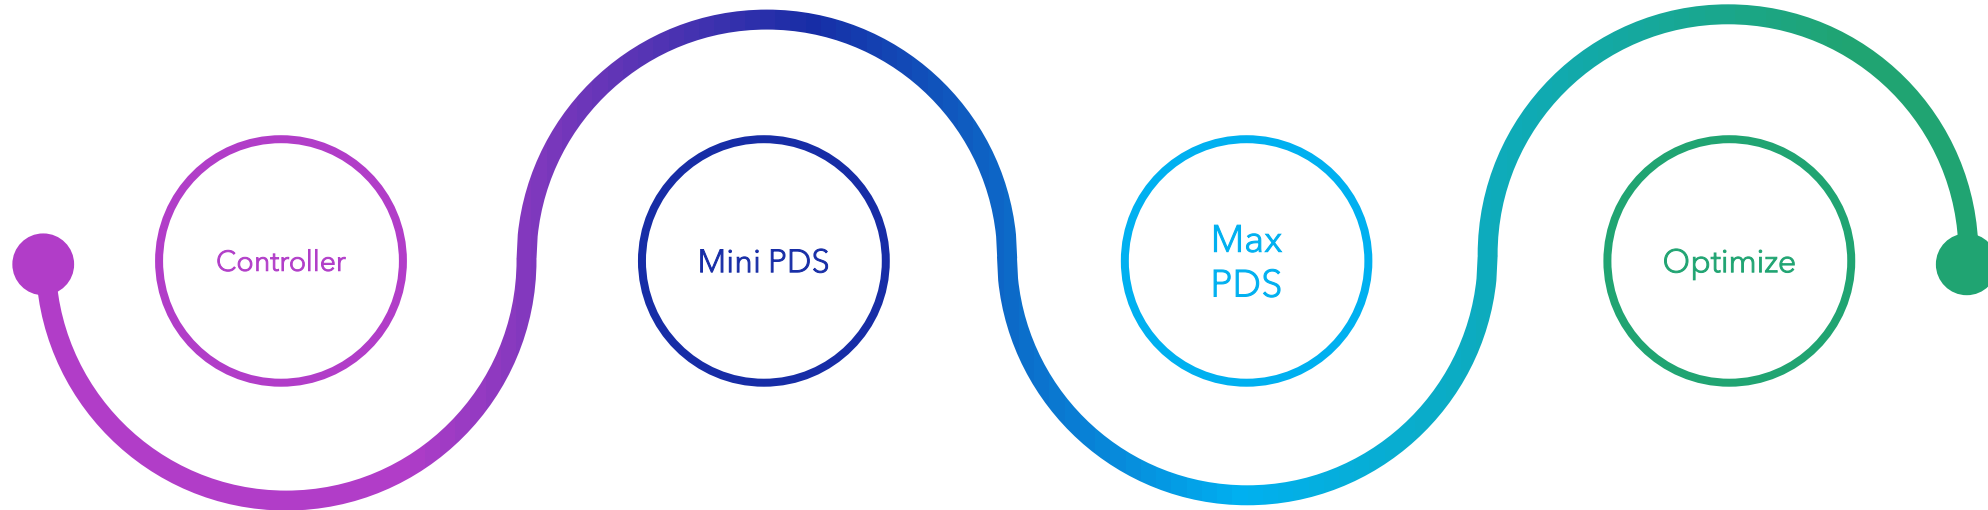 Controller
Mini PDS
Max
PDS
Optimize